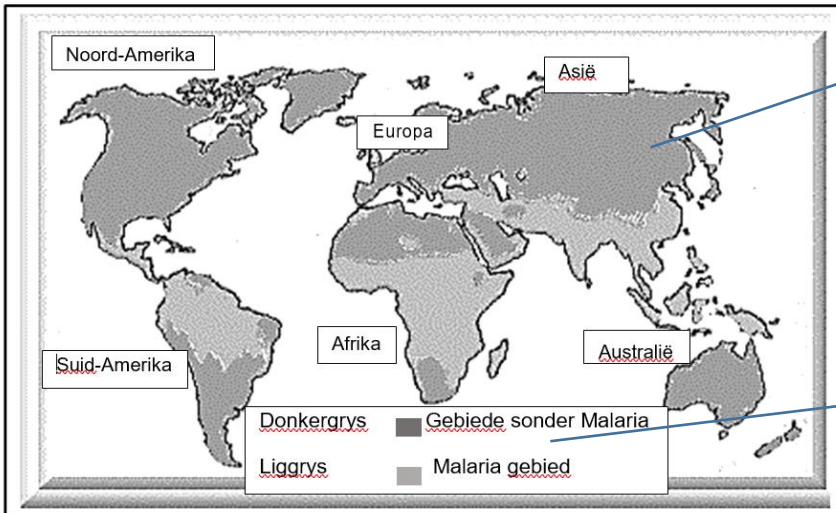 Noord-Amerika
Asië
Europa
Afrika
Suid-Amerika
Australië
Donkergrys Gebiede sonder Malaria
Liggrys Malaria gebied